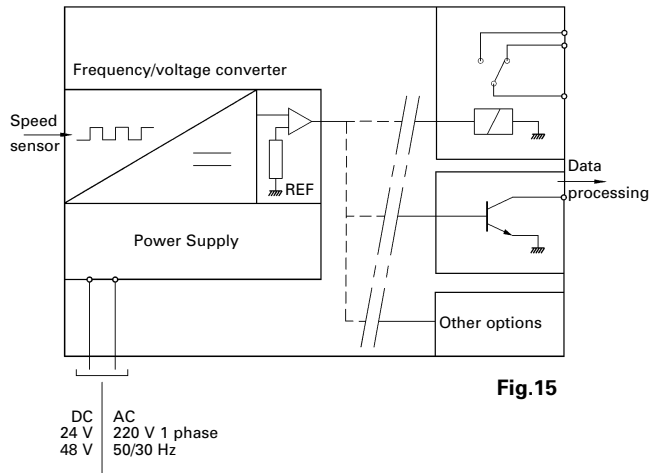 Frequency/voltage converter
Speed
sensor
REF
Data
processing
Power Supply
Other options
Fig.15
DC
24 V
48 V
AC
220 V 1 phase
50/30 Hz